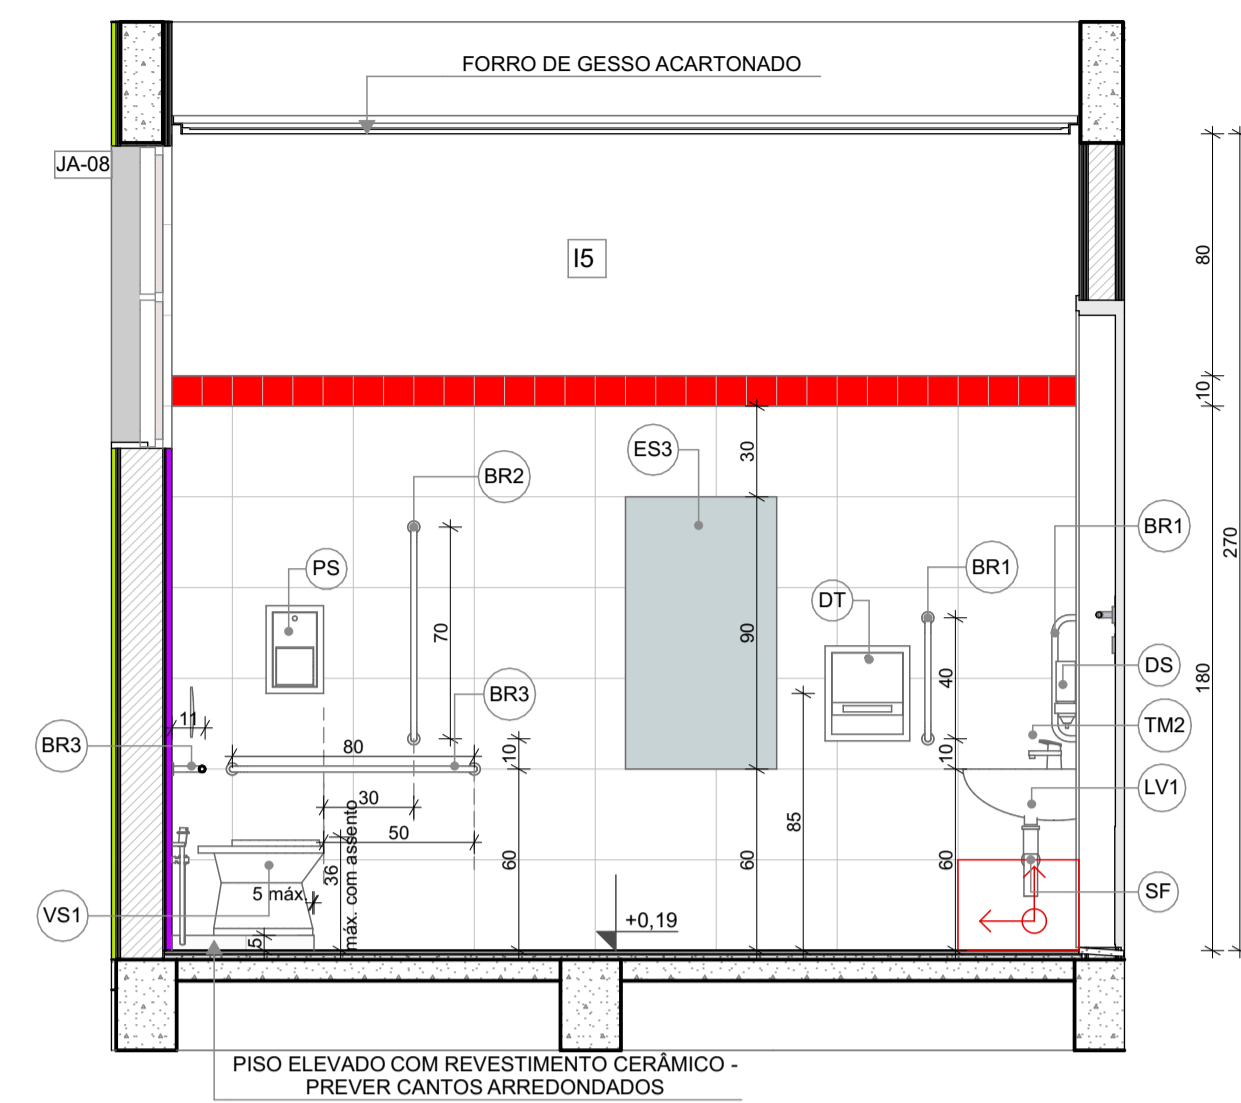 FORRO DE GESSO ACARTONADO
JA-08
I5
80
10
30
ES3
BR2
BR1
270
PS
BR1
DT
70
90
40
180
DS
BR3
11
TM2
BR3
80
10
10
LV1
30
85
50
36
máx. com assento
60
60
60
5 máx.
SF
VS1
+0,19
5
PISO ELEVADO COM REVESTIMENTO CERÂMICO -
PREVER CANTOS ARREDONDADOS